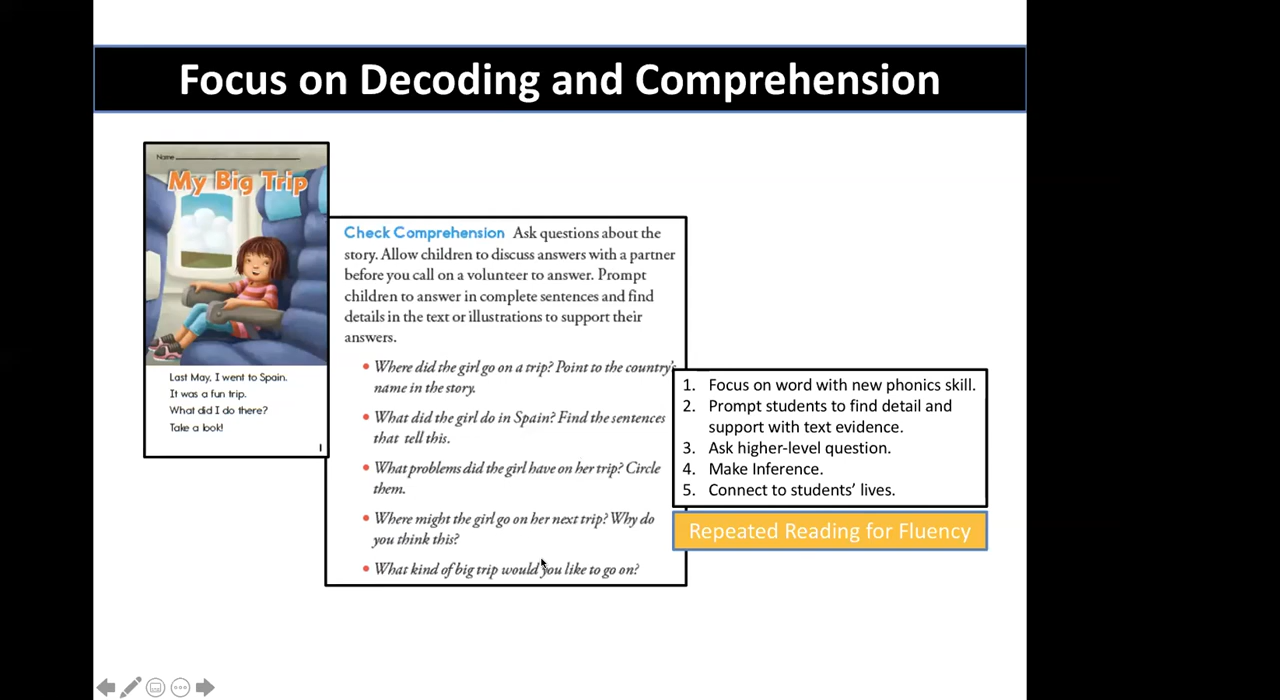 Focus on Decoding and Comprehension
Name
My Big Trip
Last May, I went to Spain.
It was a fun trip.
What did I do there?
Take a look!
1
Check Comprehension Ask questions about the
story. Allow children to discuss answers with a partner
before you call on a volunteer to answer. Prompt
children to answer in complete sentences and find
details in the text or illustrations to support their
answers.
• Where did the girl go on a trip? Point to the country's
name in the story.
• What did the girl do in Spain? Find the sentences
that tell this.
• What problems did the girl have on her trip? Circle
them.
• Where might the girl go on her next trip? Why do
you think this?
• What kind of big trip would you like to go on?
1. Focus on word with new phonics skill.
2. Prompt students to find detail and
support with text evidence.
3. Ask higher-level question.
4. Make Inference.
5. Connect to students' lives.
Repeated Reading for Fluency